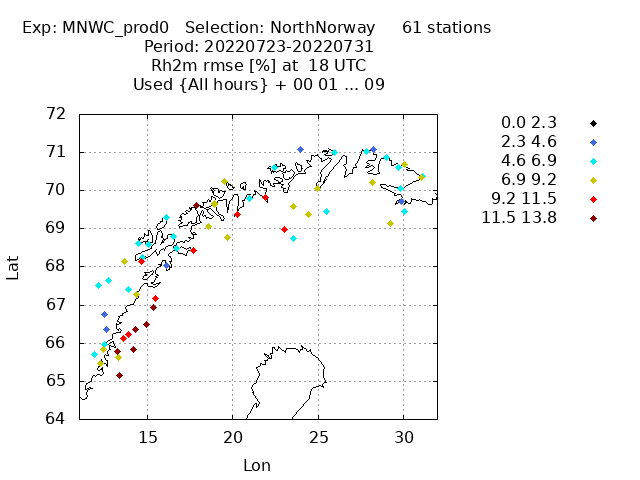 Exp: MNWC_prod0 Selection: NorthNorway 61 stations
Period: 20220723-20220731
Rh2m rmse [%] at 18 UTC
Used {All hours} + 00 01 ... 09
72
71
70
69
68
67
66
65
64
15 20 25 30
Lat
Lon
0.0 2.3
2.3 4.6
4.6 6.9
6.9 9.2
9.2 11.5
11.5 13.8